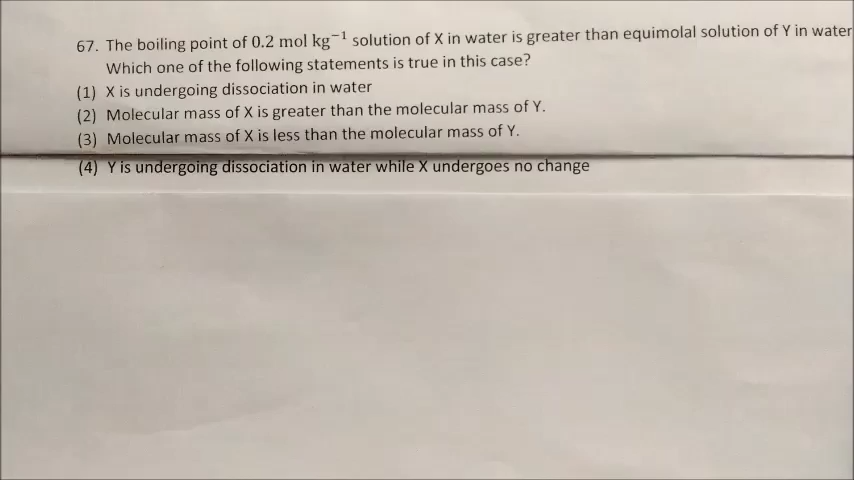 67. The boiling point of 0.2 mol kg⁻¹ solution of X in water is greater than equimolal solution of Y in water
Which one of the following statements is true in this case?
(1) X is undergoing dissociation in water
(2) Molecular mass of X is greater than the molecular mass of Y.
(3) Molecular mass of X is less than the molecular mass of Y.
(4) Y is undergoing dissociation in water while X undergoes no change